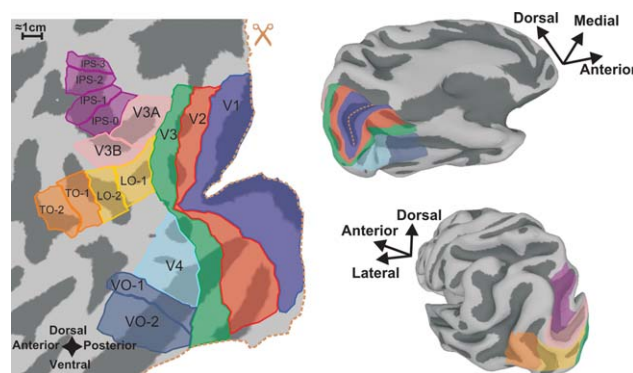 ≈1cm
IPS-3
IPS-2
IPS-1
IPS-0
V3A
V3B
V3
V2
V1
LO-1
LO-2
TO-1
TO-2
V4
VO-1
VO-2
Dorsal
Anterior Posterior
Ventral
Dorsal
Medial
Anterior
Dorsal
Anterior
Lateral